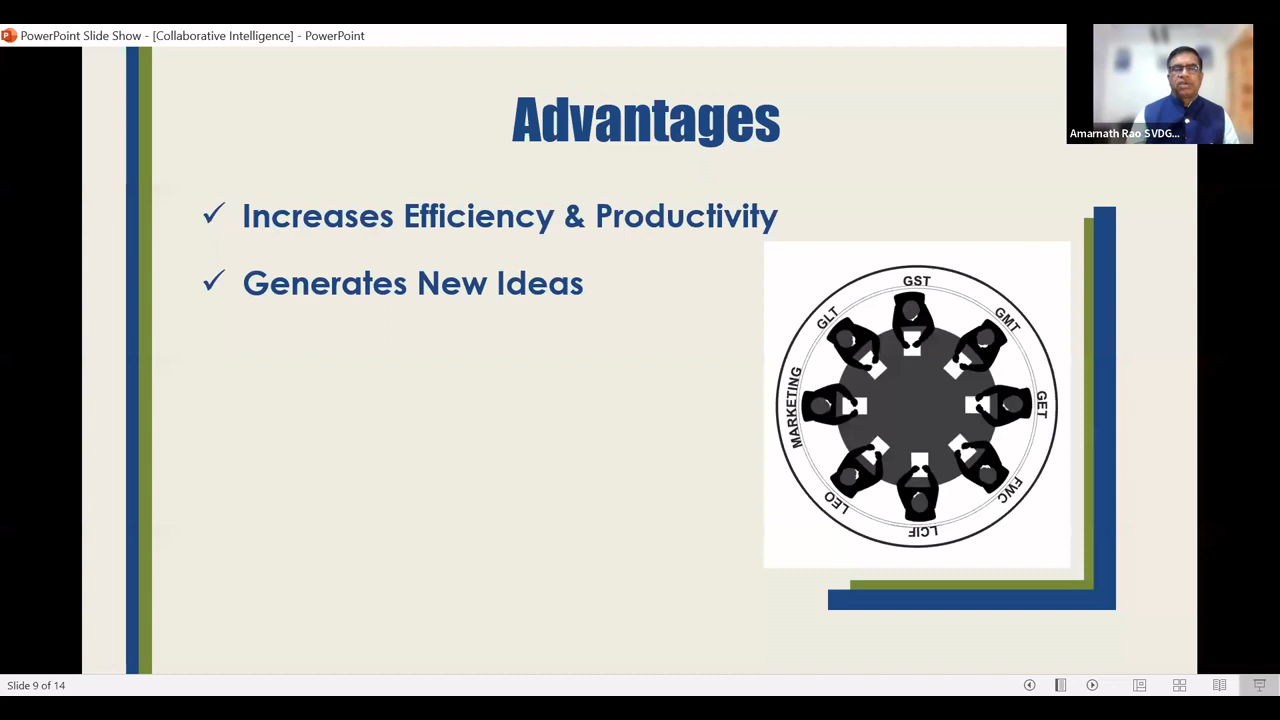 PowerPoint Slide Show - [Collaborative Intelligence] - PowerPoint
Amarnath Rao SVDG...
Advantages
✓ Increases Efficiency & Productivity
✓ Generates New Ideas
GST
GLT
GMT
MARKETING
GET
LEO
FWC
LCIF
Slide 9 of 14